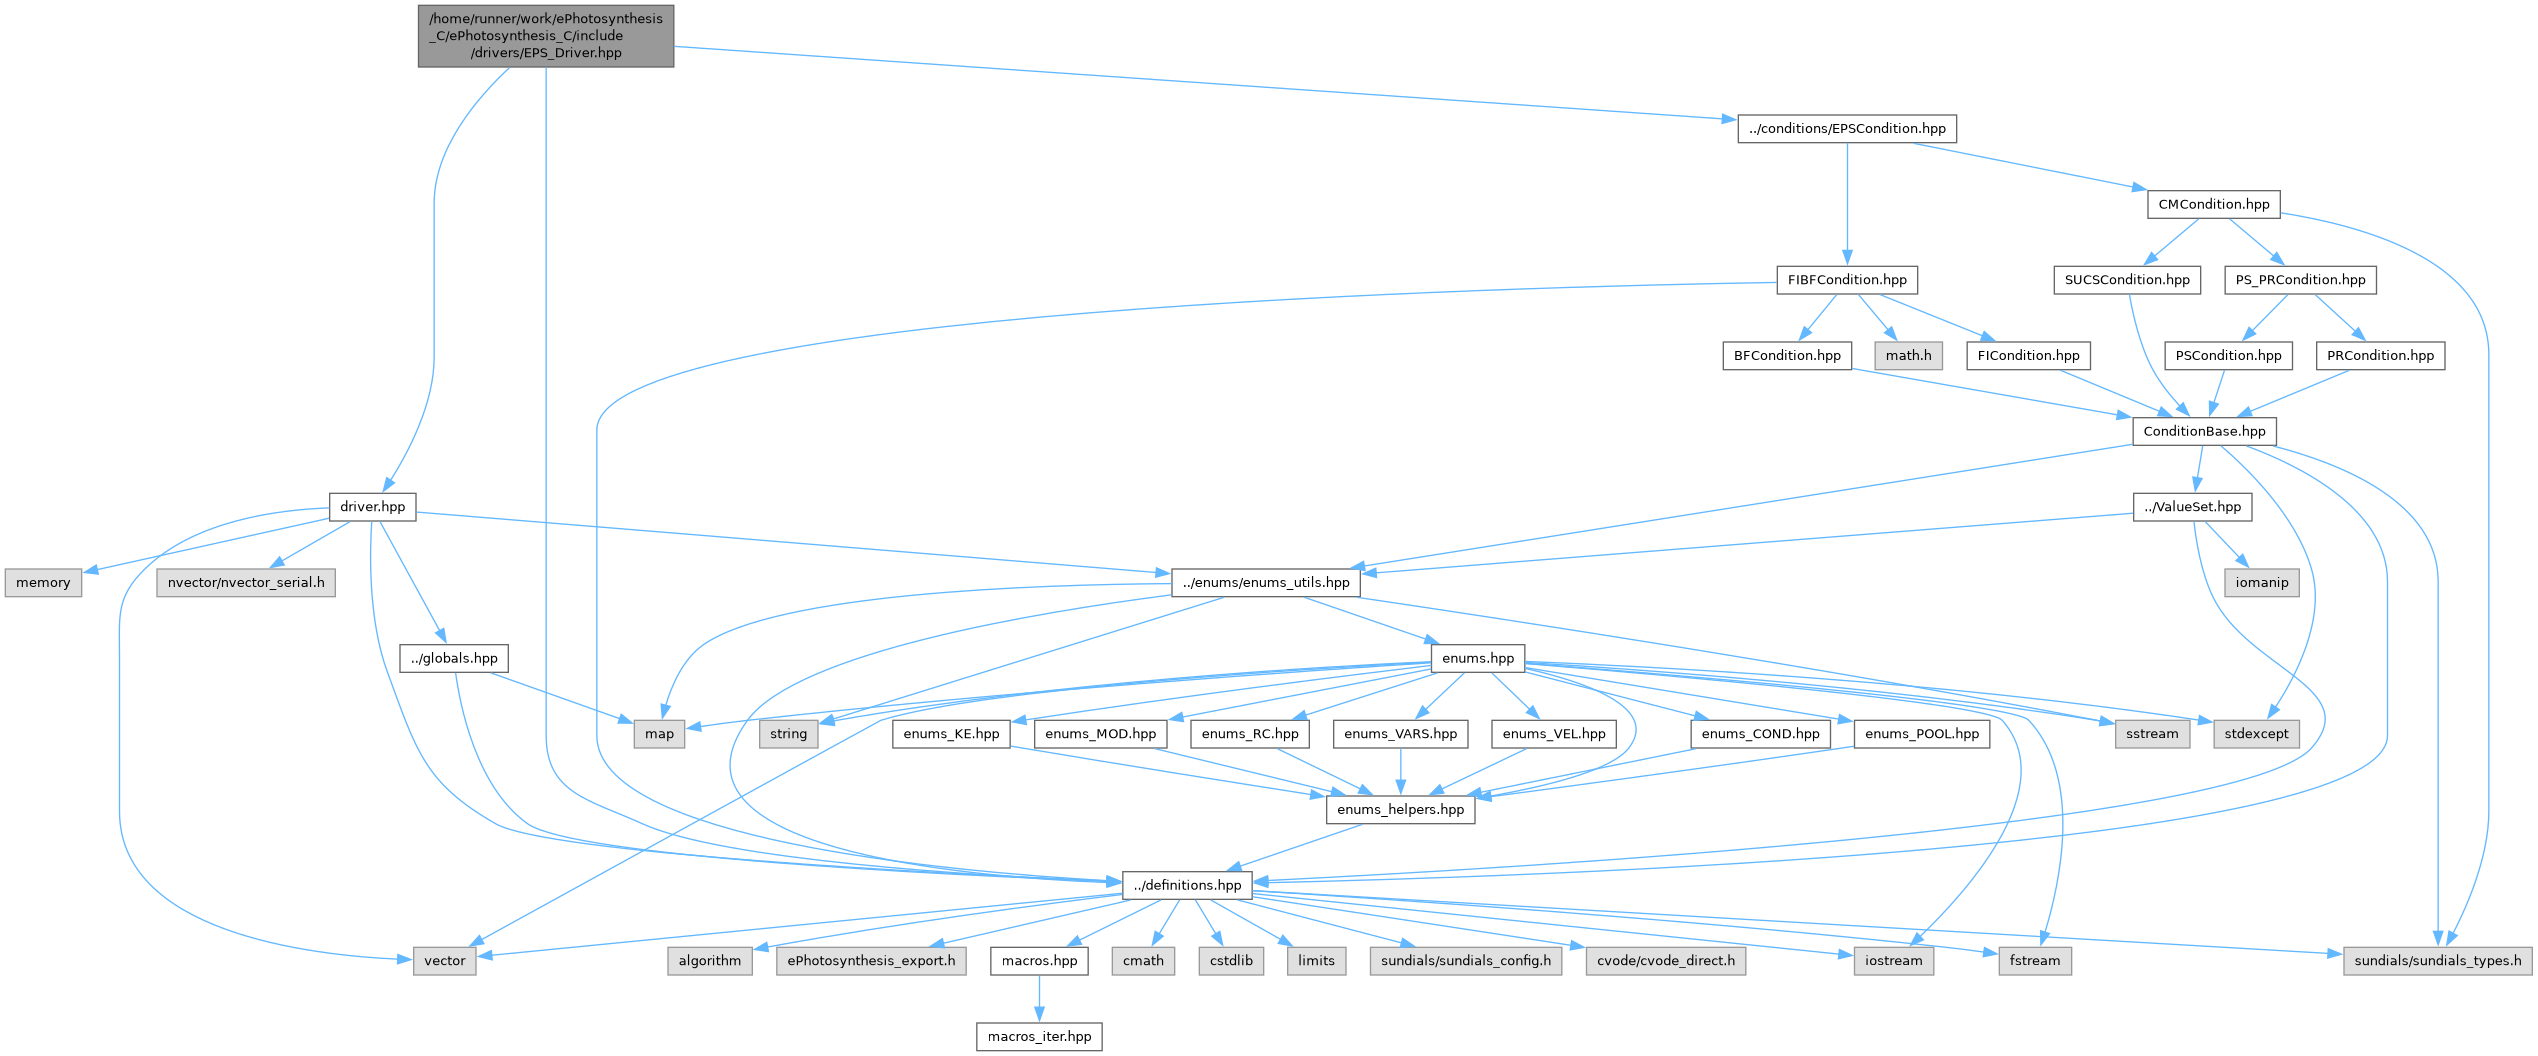 /home/runner/work/ePhotosynthesis
_C/ePhotosynthesis_C/include
/drivers/EPS_Driver.hpp
../conditions/EPSCondition.hpp
CMCondition.hpp
FIBFCondition.hpp
SUCSCondition.hpp
PS_PRCondition.hpp
BFCondition.hpp
math.h
FICondition.hpp
PSCondition.hpp
PRCondition.hpp
ConditionBase.hpp
driver.hpp
../ValueSet.hpp
memory
nvector/nvector_serial.h
../enums/enums_utils.hpp
iomanip
../globals.hpp
enums.hpp
map
string
enums_KE.hpp
enums_MOD.hpp
enums_RC.hpp
enums_VARS.hpp
enums_VEL.hpp
enums_COND.hpp
enums_POOL.hpp
sstream
stdexcept
enums_helpers.hpp
../definitions.hpp
vector
algorithm
ePhotosynthesis_export.h
macros.hpp
cmath
cstdlib
limits
sundials/sundials_config.h
cvode/cvode_direct.h
iostream
fstream
sundials/sundials_types.h
macros_iter.hpp